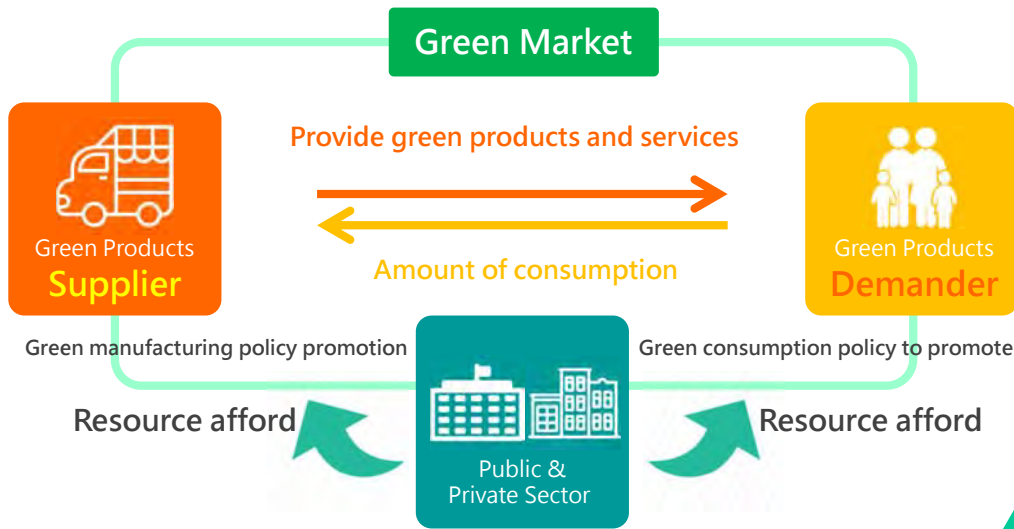 Green Market
Provide green products and services
Green Products
Supplier
Green Products
Demander
Amount of consumption
Green manufacturing policy promotion
Green consumption policy to promote
Resource afford
Resource afford
Public &
Private Sector